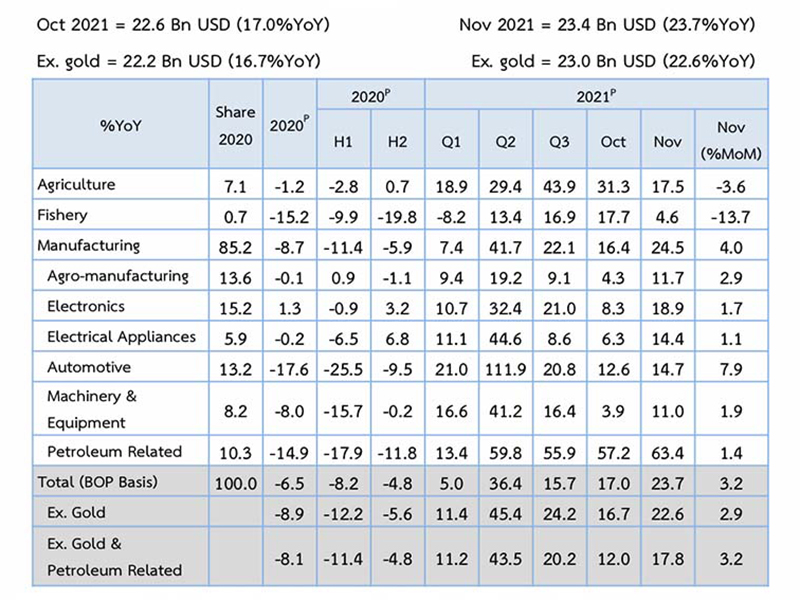 Oct 2021 = 22.6 Bn USD (17.0%YoY) Nov 2021 = 23.4 Bn USD (23.7%YoY)
Ex. gold = 22.2 Bn USD (16.7%YoY) Ex. gold = 23.0 Bn USD (22.6%YoY)
%YoY Share 2020 2020P 2020P 2021P
H1 H2 Q1 Q2 Q3 Oct Nov Nov (%MoM)
Agriculture 7.1 -1.2 -2.8 0.7 18.9 29.4 43.9 31.3 17.5 -3.6
Fishery 0.7 -15.2 -9.9 -19.8 -8.2 13.4 16.9 17.7 4.6 -13.7
Manufacturing 85.2 -8.7 -11.4 -5.9 7.4 41.7 22.1 16.4 24.5 4.0
Agro-manufacturing 13.6 -0.1 0.9 -1.1 9.4 19.2 9.1 4.3 11.7 2.9
Electronics 15.2 1.3 -0.9 3.2 10.7 32.4 21.0 8.3 18.9 1.7
Electrical Appliances 5.9 -0.2 -6.5 6.8 11.1 44.6 8.6 6.3 14.4 1.1
Automotive 13.2 -17.6 -25.5 -9.5 21.0 111.9 20.8 12.6 14.7 7.9
Machinery &
Equipment 8.2 -8.0 -15.7 -0.2 16.6 41.2 16.4 3.9 11.0 1.9
Petroleum Related 10.3 -14.9 -17.9 -11.8 13.4 59.8 55.9 57.2 63.4 1.4
Total (BOP Basis) 100.0 -6.5 -8.2 -4.8 5.0 36.4 15.7 17.0 23.7 3.2
Ex. Gold -8.9 -12.2 -5.6 11.4 45.4 24.2 16.7 22.6 2.9
Ex. Gold &
Petroleum Related -8.1 -11.4 -4.8 11.2 43.5 20.2 12.0 17.8 3.2